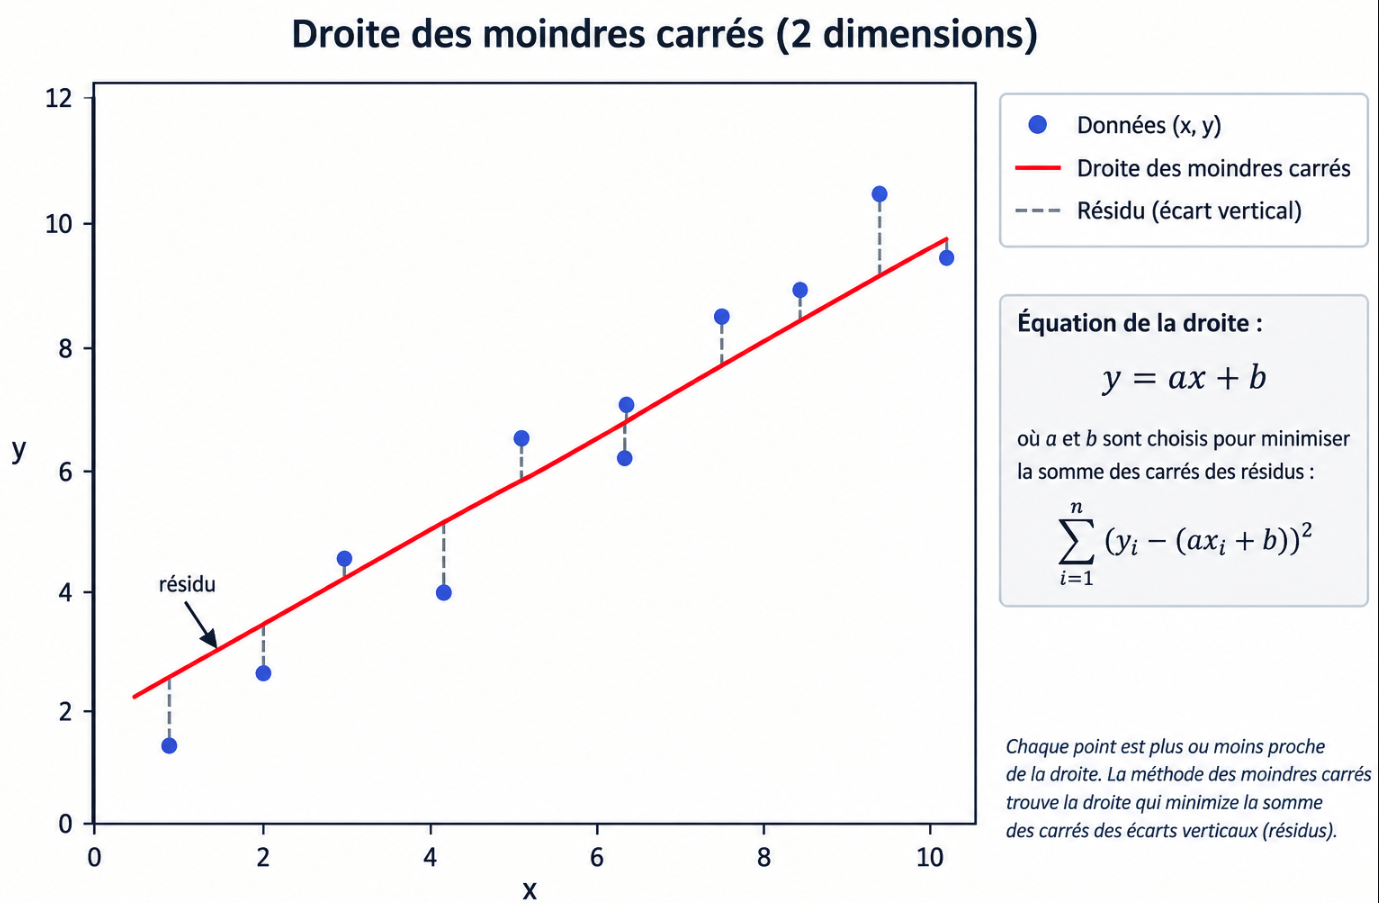 Droite des moindres carrés (2 dimensions)
12
10
8
6
4
2
0
y
résidu
0 2 4 6 8 10
x
Données (x, y)
Droite des moindres carrés
Résidu (écart vertical)
Équation de la droite :
y = ax + b
où a et b sont choisis pour minimiser
la somme des carrés des résidus :
n
∑ (yᵢ − (axᵢ + b))²
i=1
Chaque point est plus ou moins proche
de la droite. La méthode des moindres carrés
trouve la droite qui minimize la somme
des carrés des écarts verticaux (résidus).